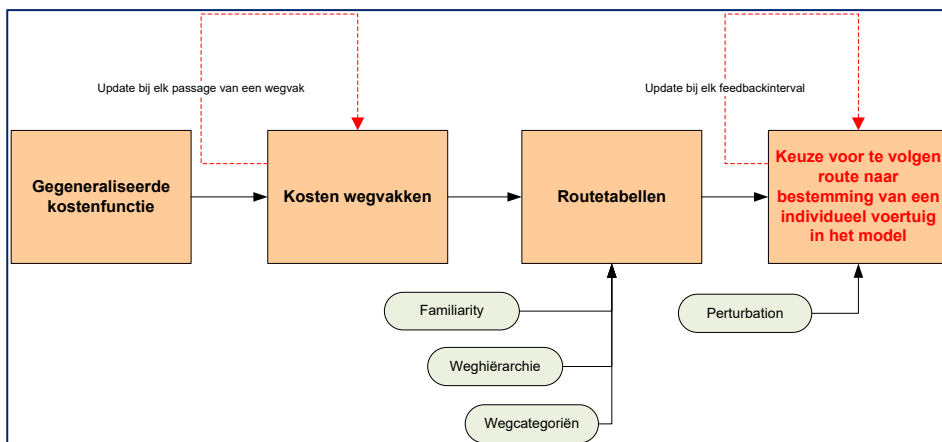 Update bij elk passage van een wegvak
Update bij elk feedbackinterval
Gegeneraliseerde
kostenfunctie
Kosten wegvakken
Routetabellen
Keuze voor te volgen
route naar
bestemming van een
individueel voertuig
in het model
Familiarity
Perturbation
Weghiërarchie
Wegcategoriën